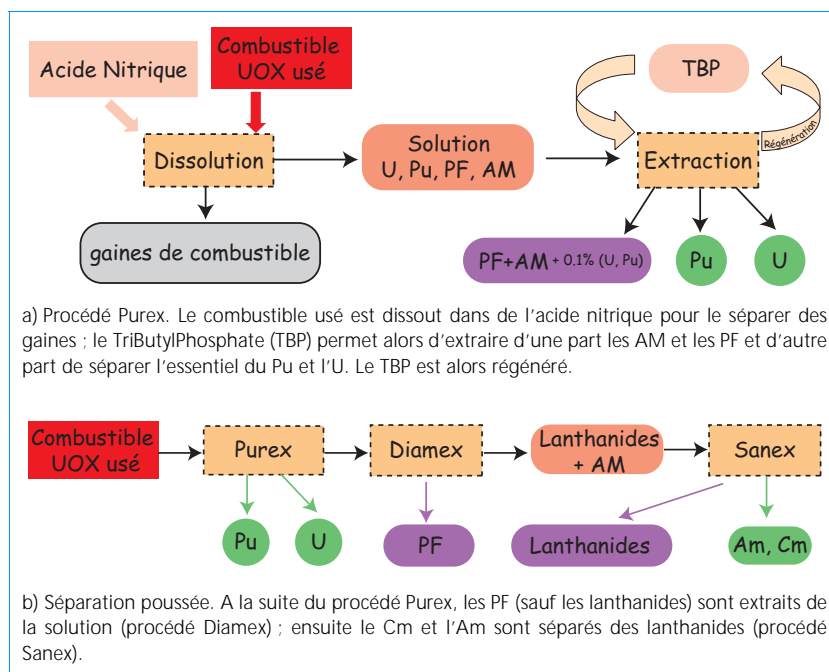 Acide Nitrique
Combustible
UOX usé
TBP
Régénération
Dissolution
Solution
U, Pu, PF, AM
Extraction
gaines de combustible
PF+AM + 0.1% (U, Pu)
Pu
U
a) Procédé Purex. Le combustible usé est dissout dans de l'acide nitrique pour le séparer des
gaines ; le TriButylPhosphate (TBP) permet alors d'extraire d'une part les AM et les PF et d'autre
part de séparer l'essentiel du Pu et l'U. Le TBP est alors régénéré.
Combustible
UOX usé
Purex
Diamex
Lanthanides
+ AM
Sanex
Pu
U
PF
Lanthanides
Am, Cm
b) Séparation poussée. A la suite du procédé Purex, les PF (sauf les lanthanides) sont extraits de
la solution (procédé Diamex) ; ensuite le Cm et l'Am sont séparés des lanthanides (procédé
Sanex).